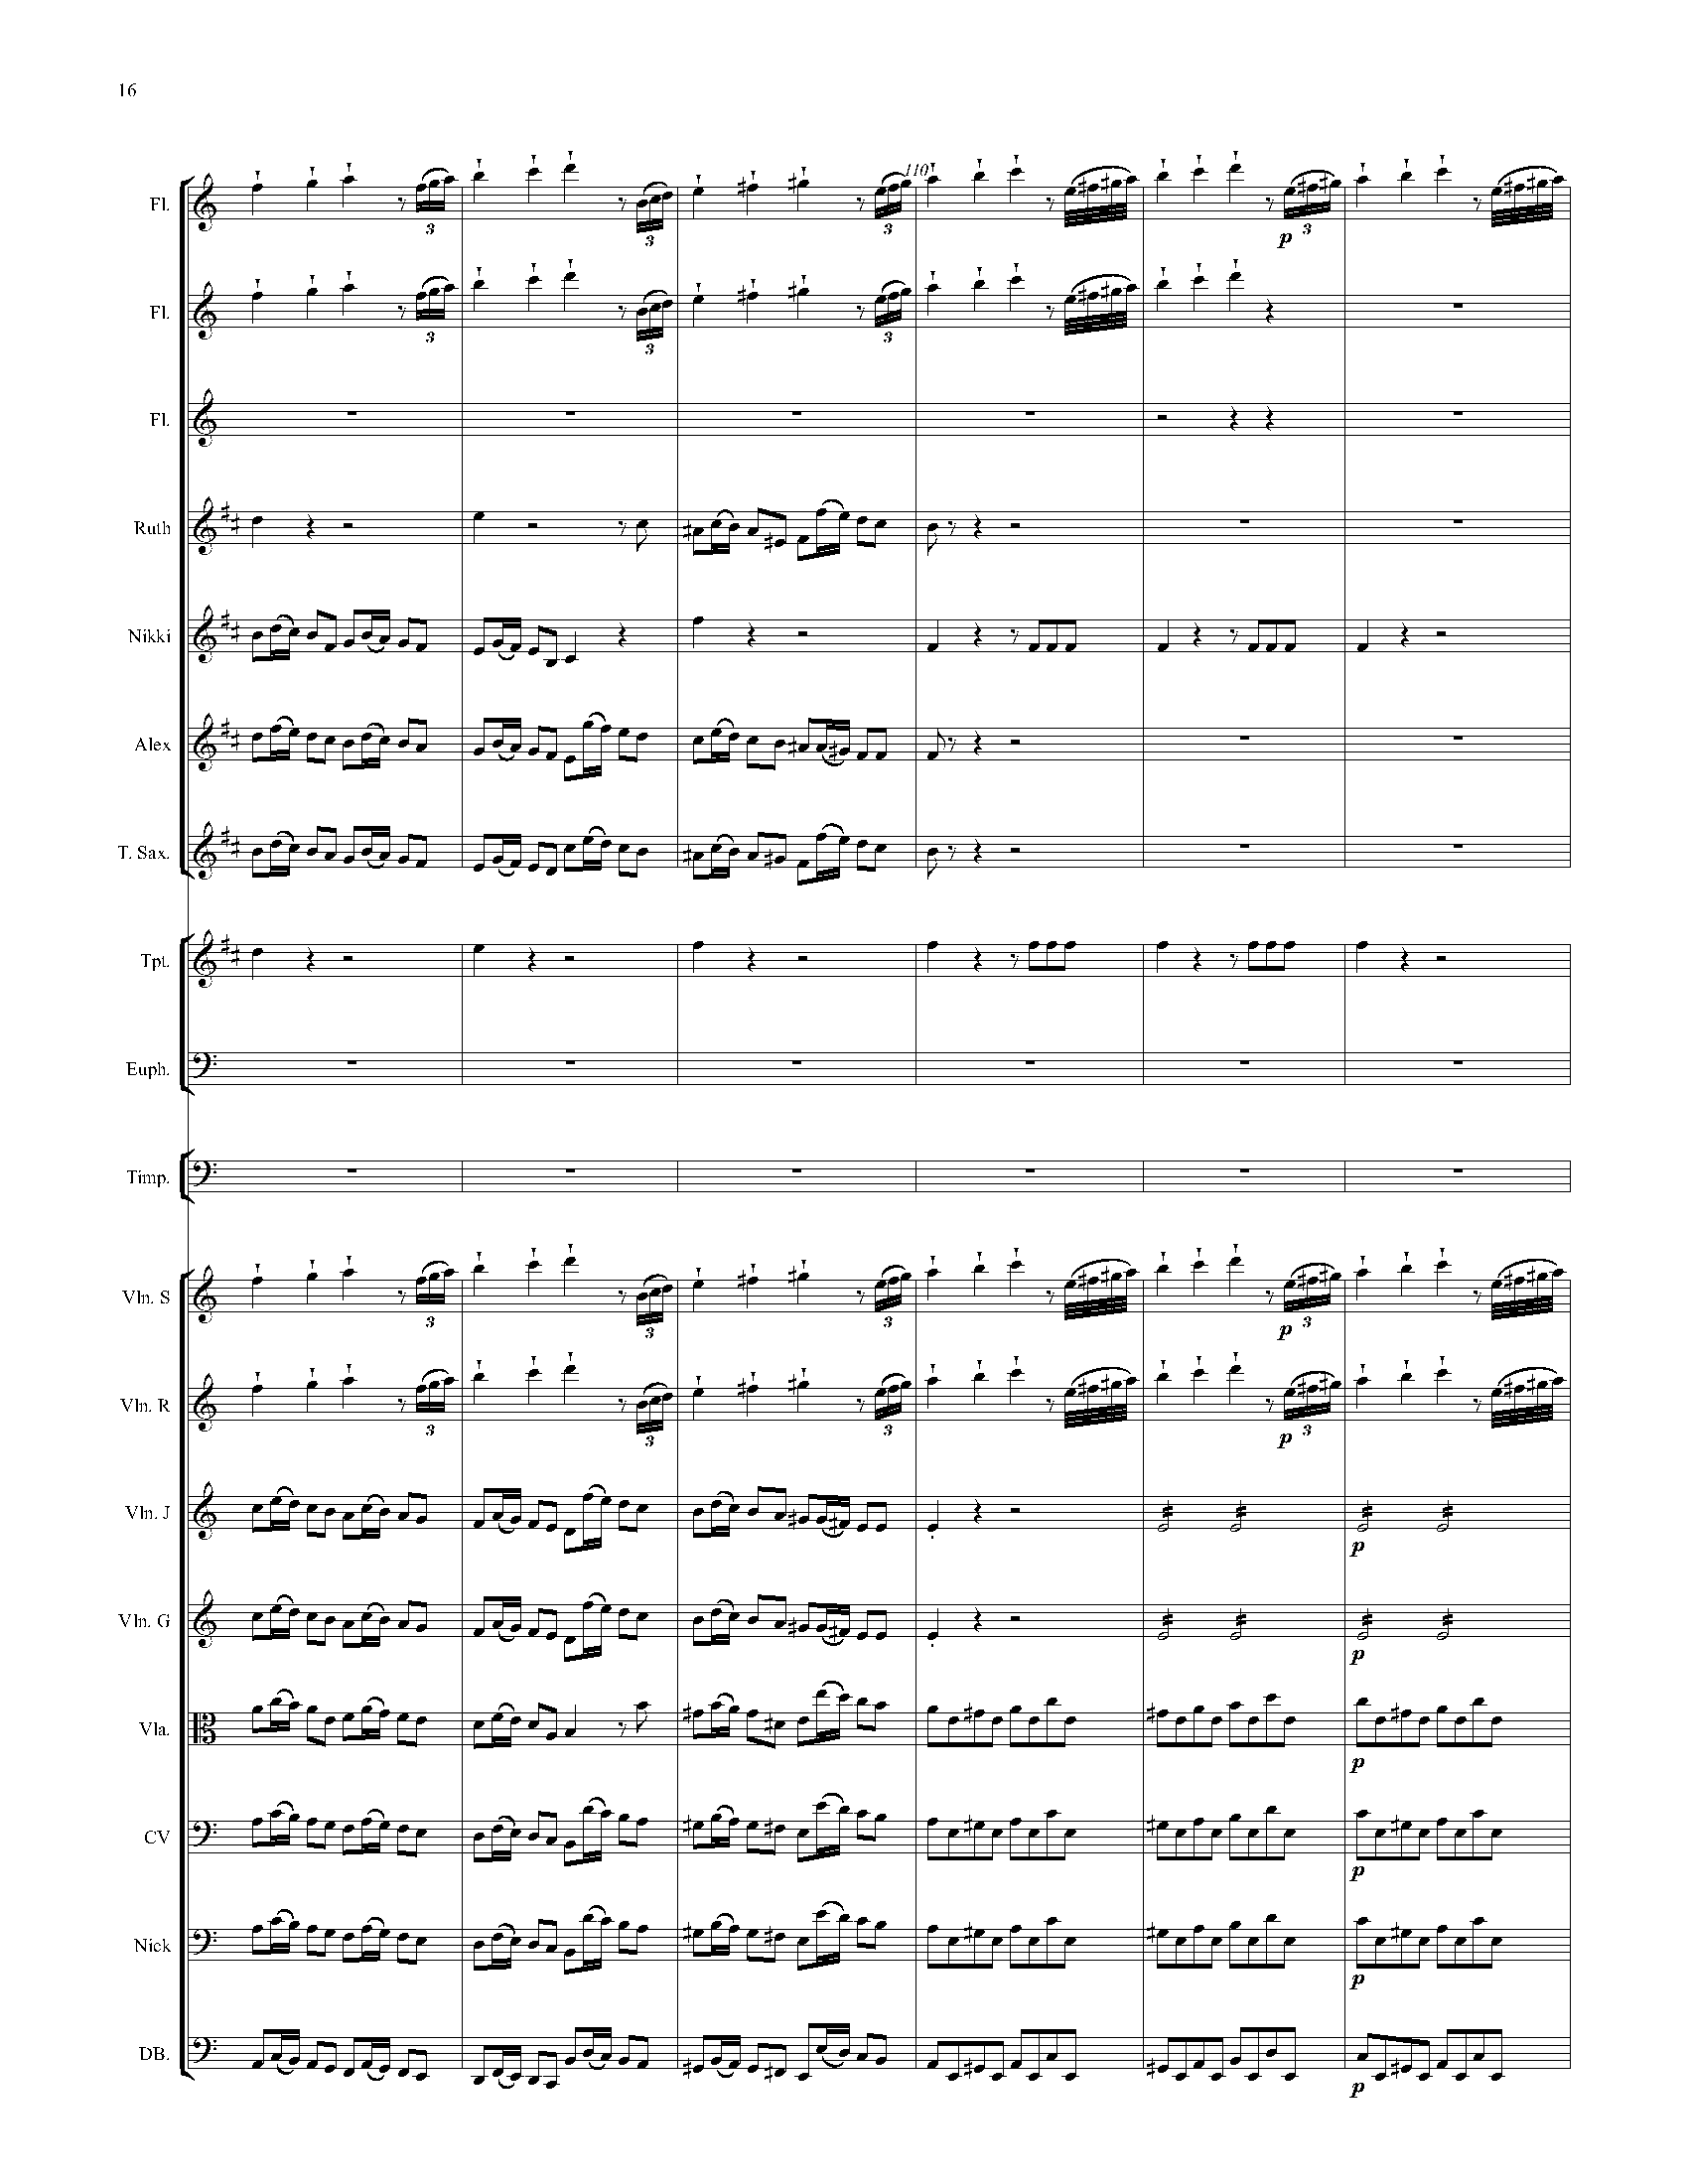 16
110
Fl.
3
3
3
p
3
Fl.
3
3
3
Fl.
Ruth
Nikki
Alex
T. Sax.
Tpt.
Euph.
Timp.
Vln. S
3
3
3
p
3
Vln. R
3
3
3
p
3
Vln. J
p
Vln. G
p
Vla.
p
CV
p
Nick
p
DB.
p